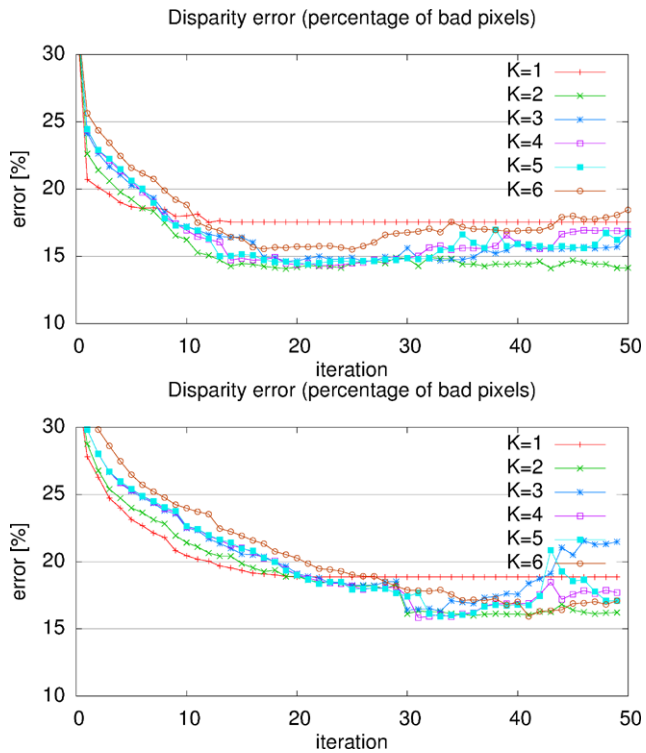 Disparity error (percentage of bad pixels)
30
25
20
15
10
error [%]
K=1
K=2
K=3
K=4
K=5
K=6
0 10 20 30 40 50
iteration
Disparity error (percentage of bad pixels)
30
25
20
15
10
error [%]
K=1
K=2
K=3
K=4
K=5
K=6
0 10 20 30 40 50
iteration